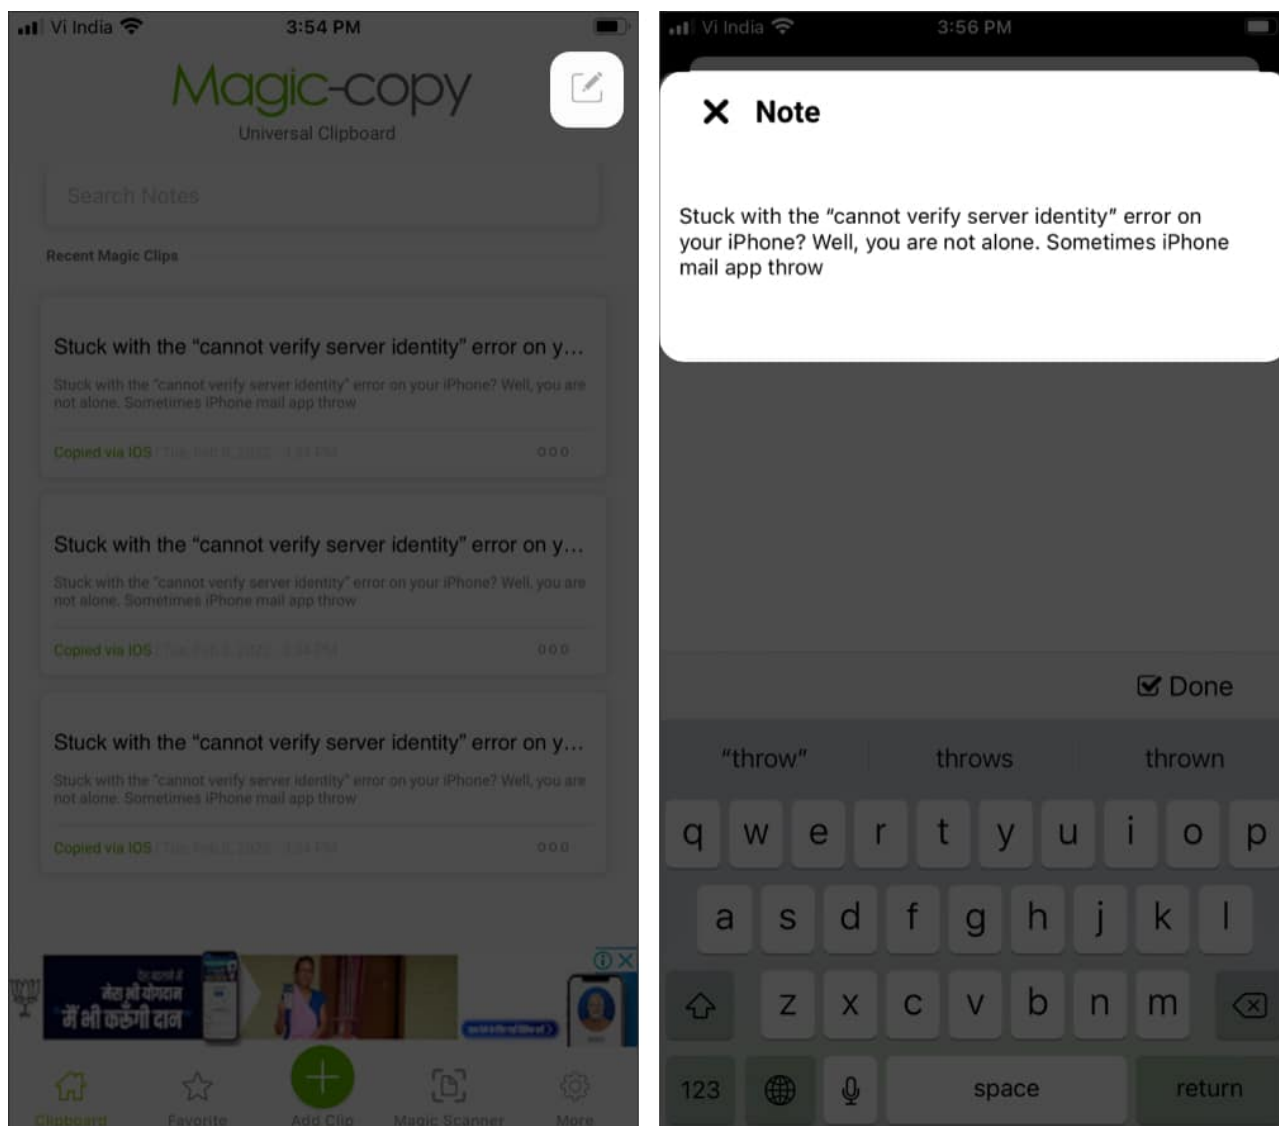 Vi India
3:54 PM
Magic-copy
Universal Clipboard
Search Notes
Recent Magic Clips
Stuck with the “cannot verify server identity” error on y...
Stuck with the “cannot verify server identity” error on your iPhone? Well, you are
not alone. Sometimes iPhone mail app throw
Copied via IOS
Stuck with the “cannot verify server identity” error on y...
Stuck with the “cannot verify server identity” error on your iPhone? Well, you are
not alone. Sometimes iPhone mail app throw
Copied via IOS
Stuck with the “cannot verify server identity” error on y...
Stuck with the “cannot verify server identity” error on your iPhone? Well, you are
not alone. Sometimes iPhone mail app throw
Copied via IOS
मेरा भी योगदान
मैं भी करूँगी दान
Clipboard
Favorite
Add Clip
Magic Scanner
More
Vi India
3:56 PM
Note
Stuck with the “cannot verify server identity” error on
your iPhone? Well, you are not alone. Sometimes iPhone
mail app throw
Done
“throw” throws thrown
q w e r t y u i o p
a s d f g h j k l
z x c v b n m
123 space return